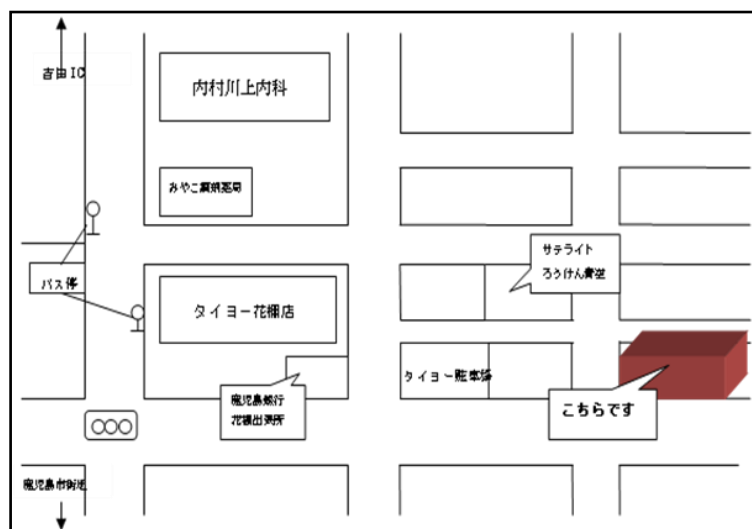 吉田IC
内村川上内科
みやこ調剤薬局
サテライト
ろうけん青空
バス停
タイヨー花棚店
タイヨー駐車場
鹿児島銀行
花棚出張所
こちらです
鹿児島市街地